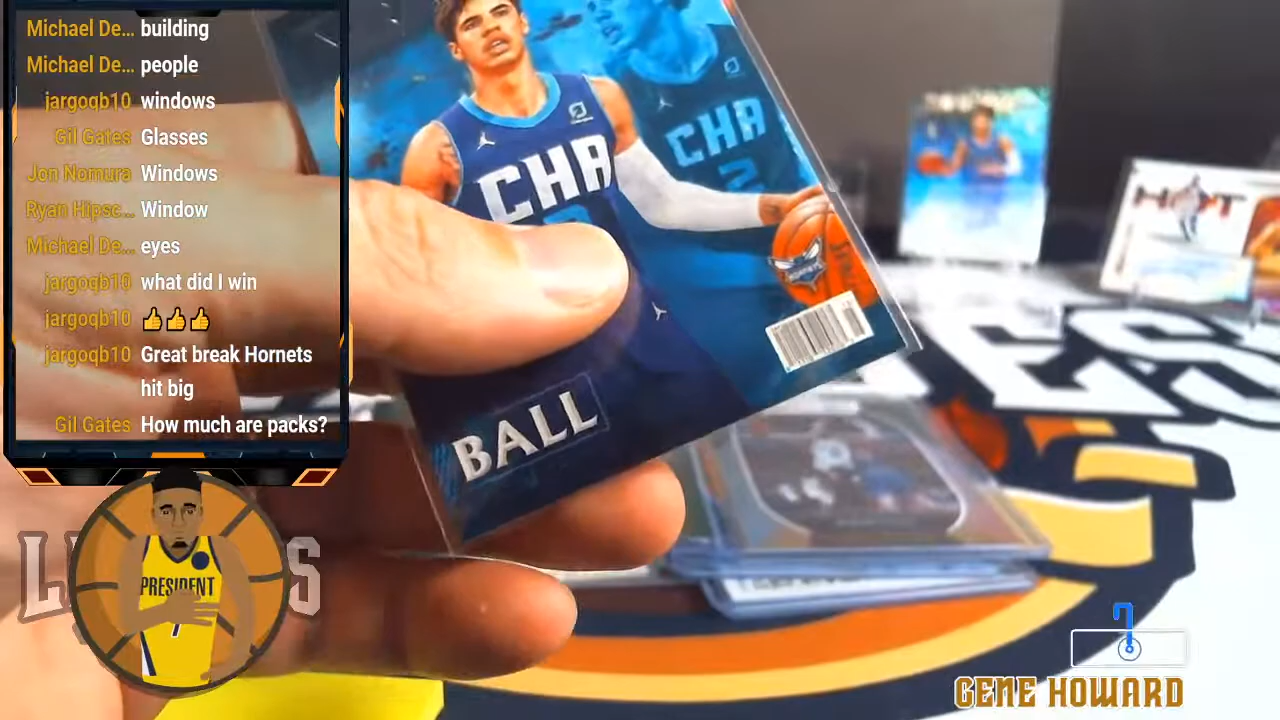 Michael De... building
Michael De... people
jargoqb10 windows
Gil Gates Glasses
Jon Nomura Windows
Ryan Hipsc... Window
Michael De... eyes
jargoqb10 what did I win
jargoqb10 👍👍👍
jargoqb10 Great break Hornets
hit big
Gil Gates How much are packs?
CHA
CHA
2
BALL
PRESIDENT
GENE HOWARD